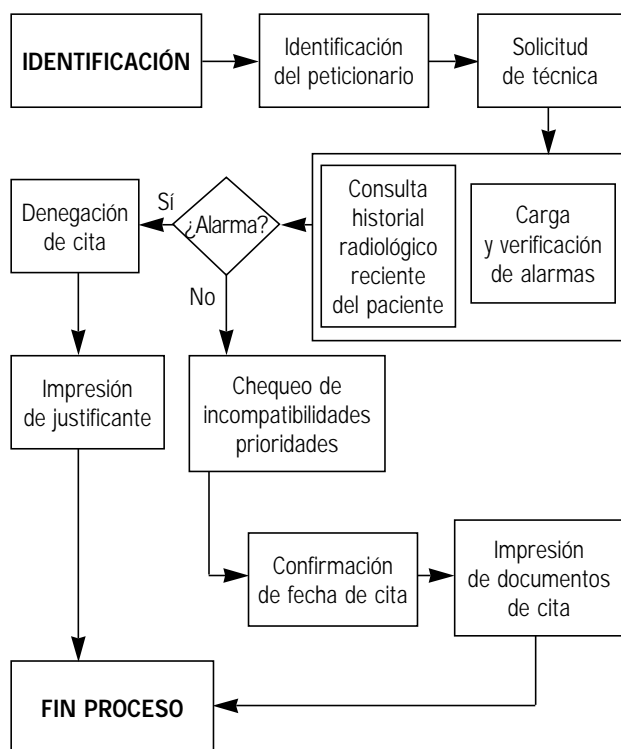 IDENTIFICACIÓN
Identificación
del peticionario
Solicitud
de técnica
Consulta
historial
radiológico
reciente
del paciente
Carga
y verificación
de alarmas
¿Alarma?
Sí
No
Denegación
de cita
Impresión
de justificante
Chequeo de
incompatibilidades
prioridades
Confirmación
de fecha de cita
Impresión
de documentos
de cita
FIN PROCESO